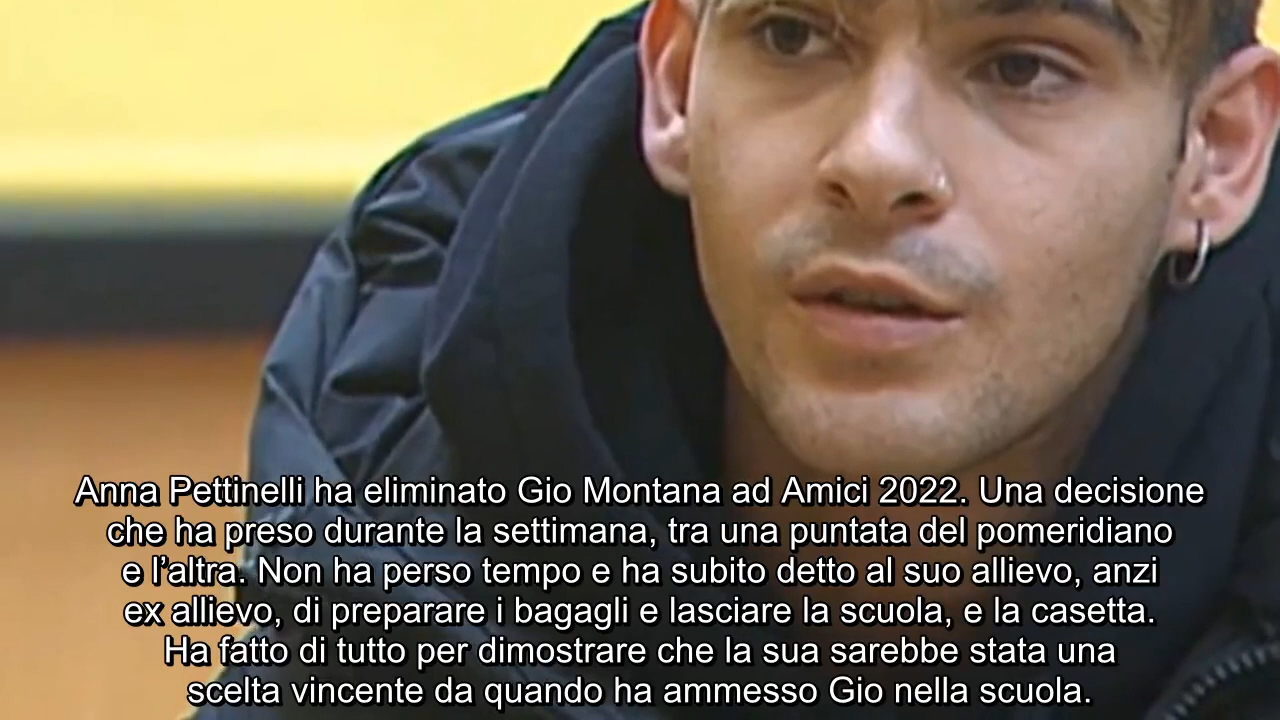 Anna Pettinelli ha eliminato Gio Montana ad Amici 2022. Una decisione
che ha preso durante la settimana, tra una puntata del pomeridiano
e l’altra. Non ha perso tempo e ha subito detto al suo allievo, anzi
ex allievo, di preparare i bagagli e lasciare la scuola, e la casetta.
Ha fatto di tutto per dimostrare che la sua sarebbe stata una
scelta vincente da quando ha ammesso Gio nella scuola.